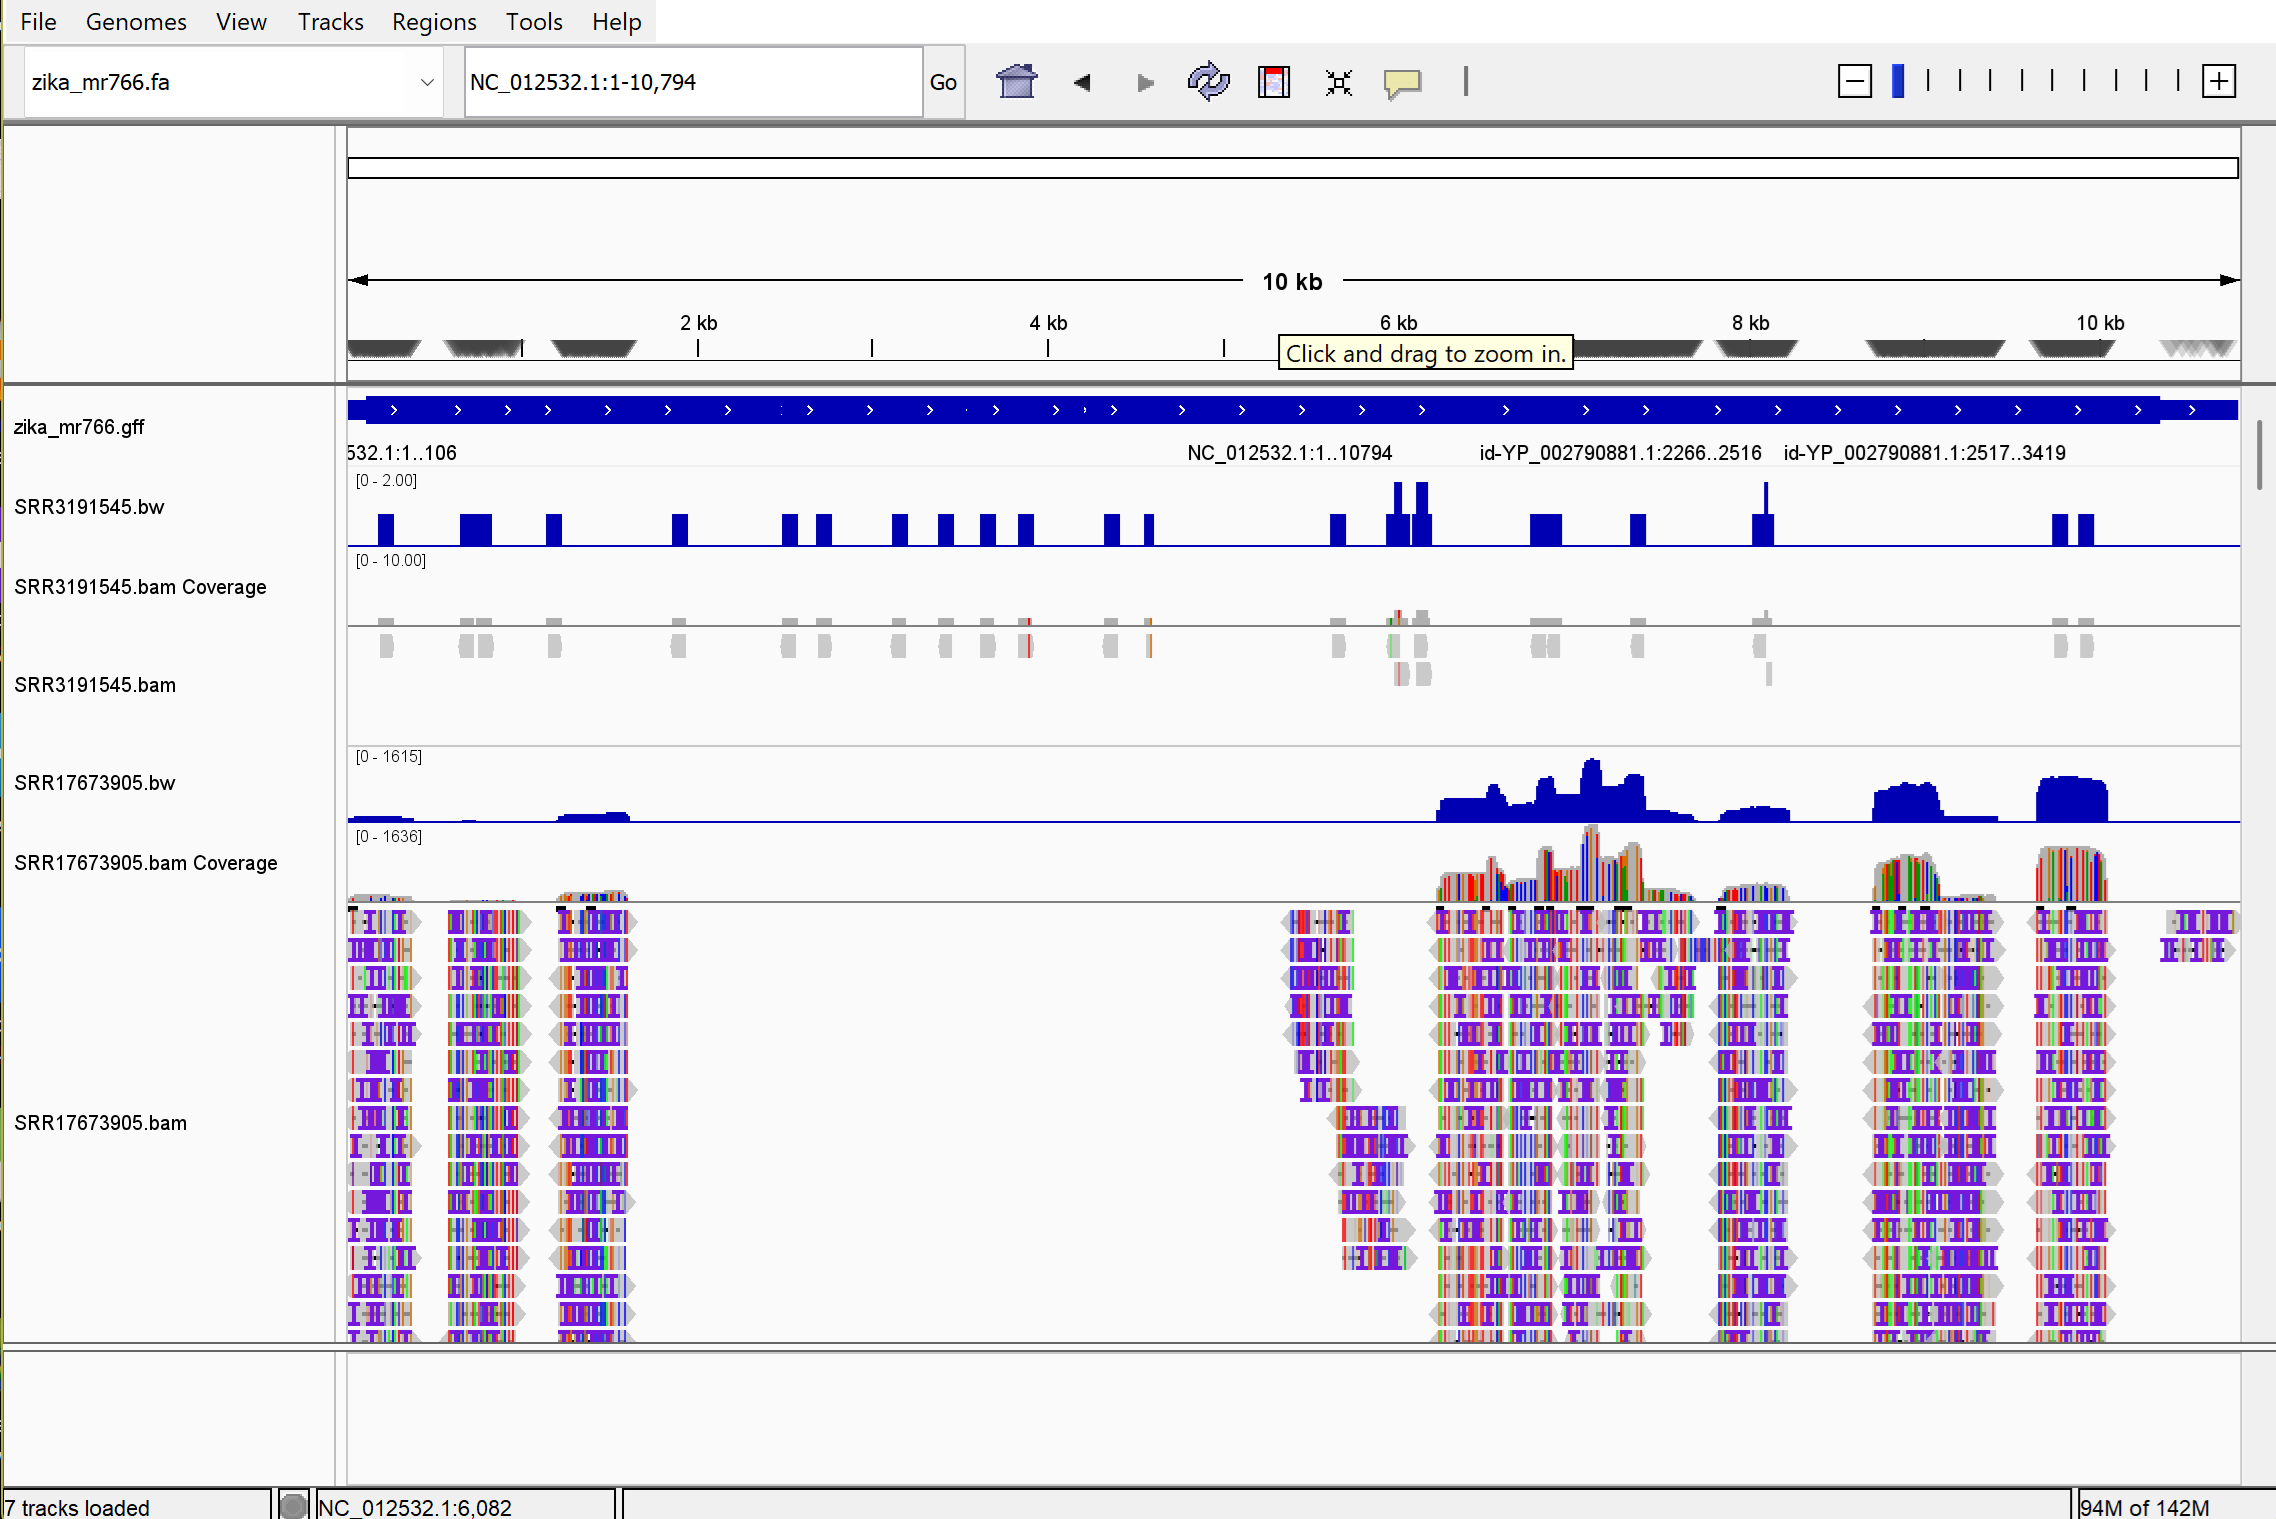 File Genomes View Tracks Regions Tools Help
zika_mr766.fa NC_012532.1:1-10,794 Go
10 kb
2 kb 4 kb 6 kb 8 kb 10 kb
Click and drag to zoom in.
zika_mr766.gff
532.1:1..106 NC_012532.1:1..10794 id-YP_002790881.1:2266..2516 id-YP_002790881.1:2517..3419
[0 - 2.00]
SRR3191545.bw
[0 - 10.00]
SRR3191545.bam Coverage
SRR3191545.bam
[0 - 1615]
SRR17673905.bw
[0 - 1636]
SRR17673905.bam Coverage
SRR17673905.bam
7 tracks loaded NC_012532.1:6,082 94M of 142M